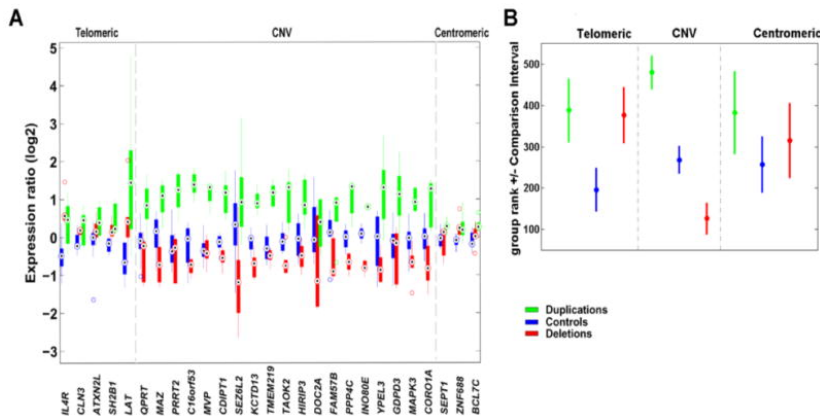 A
Telomeric
CNV
Centromeric
Expression ratio (log2)
5
4
3
2
1
0
−1
−2
−3
IL4R
CLN3
ATXN2L
SH2B1
LAT
QPRT
MAZ
PRRT2
C16orf53
MVP
CDIPT1
SEZ6L2
KCTD13
TMEM219
TAOK2
HIRIP3
DOC2A
FAM57B
PPP4C
INO80E
YPEL3
GDPD3
MAPK3
CORO1A
SEPT1
ZNF688
BCL7C
B
Telomeric
CNV
Centromeric
group rank +/- Comparison Interval
500
400
300
200
100
Duplications
Controls
Deletions